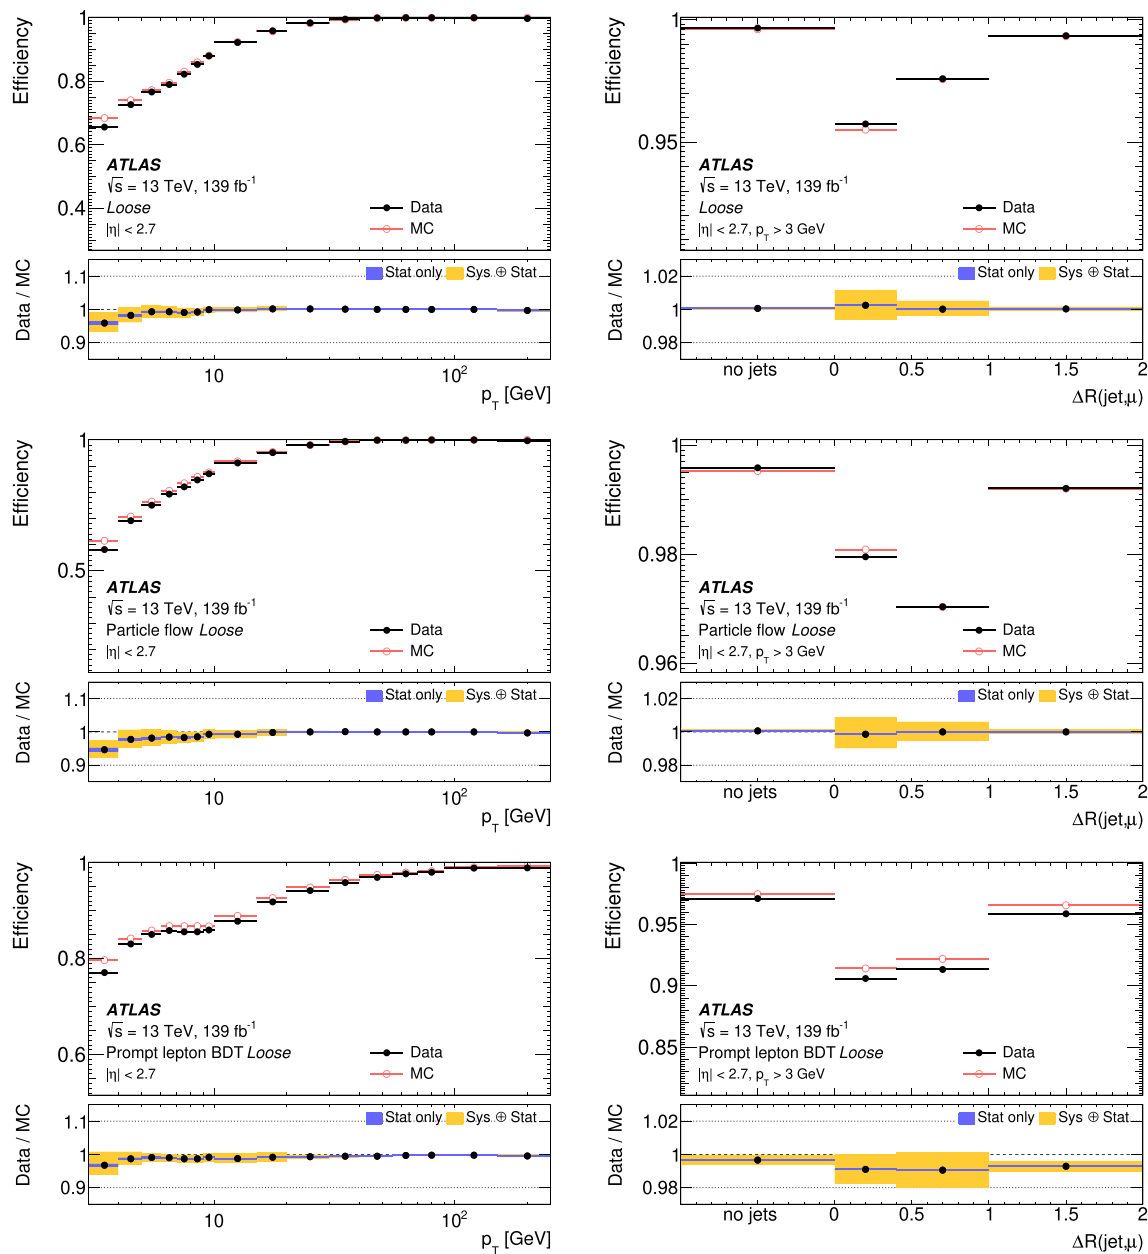 Efficiency
1
0.8
0.6
0.4
ATLAS
√s = 13 TeV, 139 fb⁻¹
Loose
|η| < 2.7
Data
MC
Data / MC
1.1
1
0.9
Stat only
Sys ⊕ Stat
10
10²
p_T [GeV]
Efficiency
1
0.95
ATLAS
√s = 13 TeV, 139 fb⁻¹
Loose
|η| < 2.7, p_T > 3 GeV
Data
MC
Data / MC
1.02
1
0.98
Stat only
Sys ⊕ Stat
no jets
0
0.5
1
1.5
2
ΔR(jet,μ)
Efficiency
1
0.5
ATLAS
√s = 13 TeV, 139 fb⁻¹
Particle flow Loose
|η| < 2.7
Data
MC
Data / MC
1.1
1
0.9
Stat only
Sys ⊕ Stat
10
10²
p_T [GeV]
Efficiency
1
0.98
0.96
ATLAS
√s = 13 TeV, 139 fb⁻¹
Particle flow Loose
|η| < 2.7, p_T > 3 GeV
Data
MC
Data / MC
1.02
1
0.98
Stat only
Sys ⊕ Stat
no jets
0
0.5
1
1.5
2
ΔR(jet,μ)
Efficiency
1
0.8
0.6
ATLAS
√s = 13 TeV, 139 fb⁻¹
Prompt lepton BDT Loose
|η| < 2.7
Data
MC
Data / MC
1.1
1
0.9
Stat only
Sys ⊕ Stat
10
10²
p_T [GeV]
Efficiency
1
0.95
0.9
0.85
ATLAS
√s = 13 TeV, 139 fb⁻¹
Prompt lepton BDT Loose
|η| < 2.7, p_T > 3 GeV
Data
MC
Data / MC
1.02
1
0.98
Stat only
Sys ⊕ Stat
no jets
0
0.5
1
1.5
2
ΔR(jet,μ)